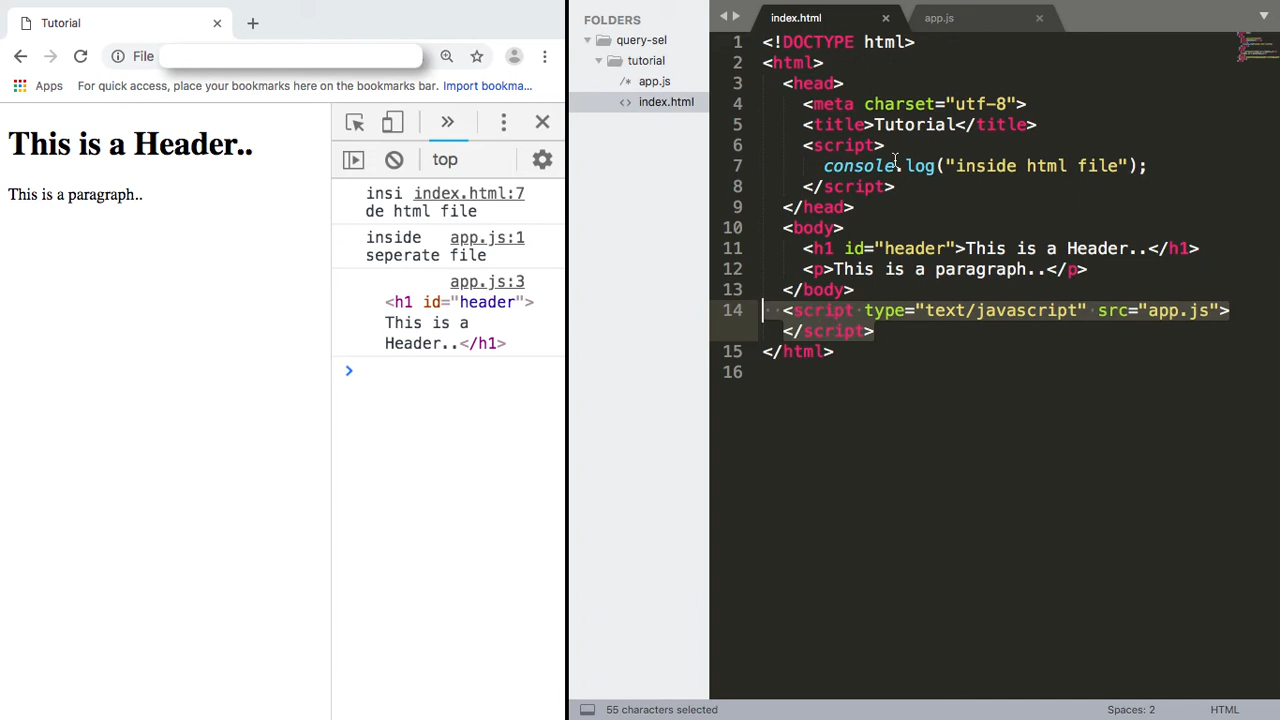 Tutorial
File
Apps For quick access, place your bookmarks here on the bookmarks bar. Import bookma...
This is a Header..
This is a paragraph..
top
insi index.html:7
de html file
inside app.js:1
seperate file
app.js:3
<h1 id="header">
This is a
Header..</h1>
FOLDERS
query-sel
tutorial
/* app.js
<> index.html
index.html app.js
1 <!DOCTYPE html>
2 <html>
3 <head>
4 <meta charset="utf-8">
5 <title>Tutorial</title>
6 <script>
7 console.log("inside html file");
8 </script>
9 </head>
10 <body>
11 <h1 id="header">This is a Header..</h1>
12 <p>This is a paragraph..</p>
13 </body>
14 <script type="text/javascript" src="app.js">
</script>
15 </html>
16
55 characters selected Spaces: 2 HTML